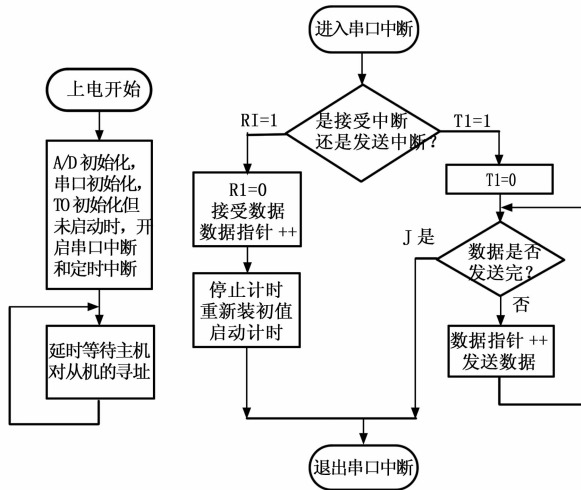 上电开始
A/D初始化，
串口初始化，
TO初始化但
未启动时，开
启串口中断
和定时中断
延时等待主机
对从机的寻址
进入串口中断
是接受中断
还是发送中断？
RI=1
T1=1
R1=0
接受数据
数据指针++
停止计时
重新装初值
启动计时
T1=0
J 是
数据是否
发送完？
否
数据指针++
发送数据
退出串口中断